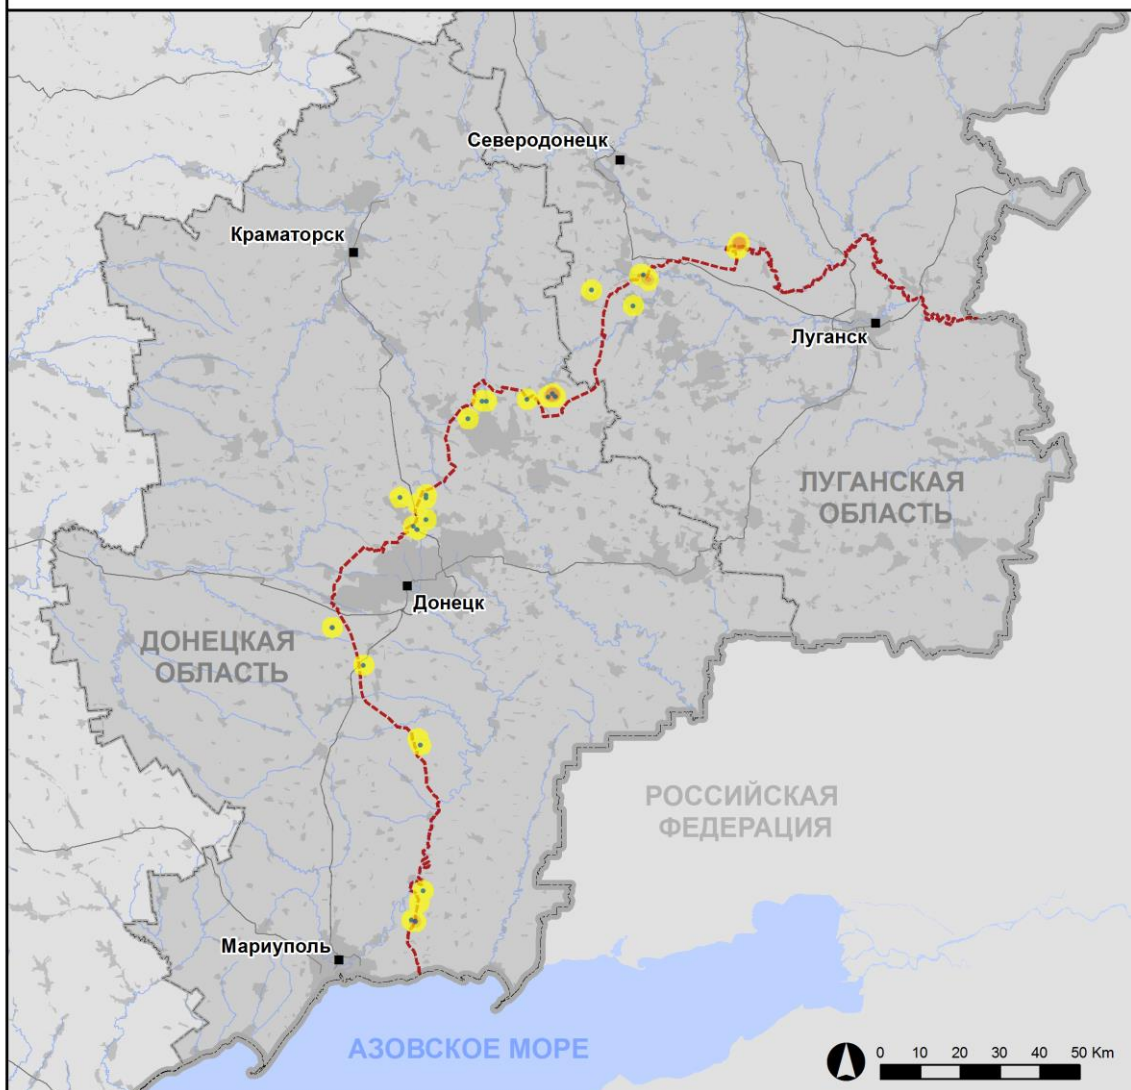 Северодонецк
Краматорск
Луганск
ЛУГАНСКАЯ
ОБЛАСТЬ
Донецк
ДОНЕЦКАЯ
ОБЛАСТЬ
РОССИЙСКАЯ
ФЕДЕРАЦИЯ
Мариуполь
АЗОВСКОЕ МОРЕ
0 10 20 30 40 50 Km